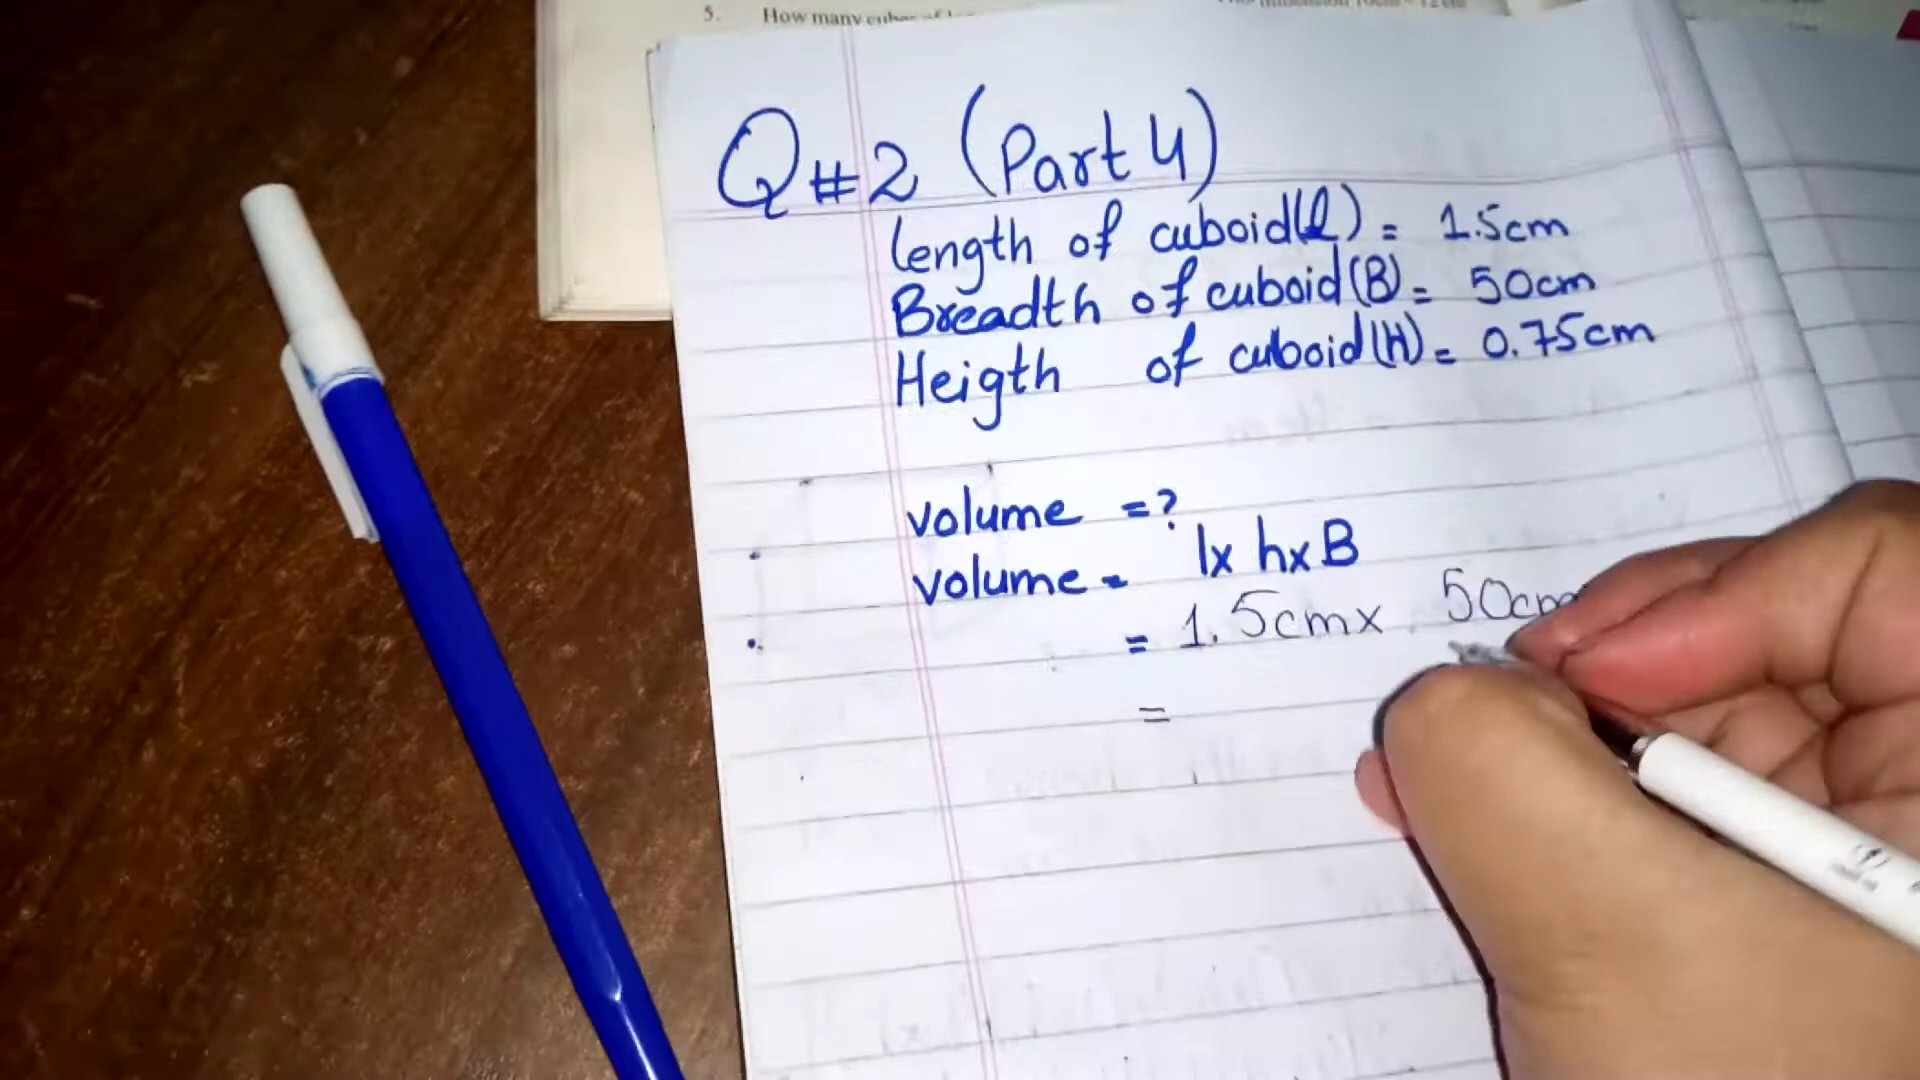 5. How many cubes of
Q#2 (Part 4)
length of cuboid(l) = 1.5cm
Breadth of cuboid(B) = 50cm
Heigth of cuboid(H) = 0.75cm
volume =?
volume = l x h x B
= 1.5cm x 50cm
=